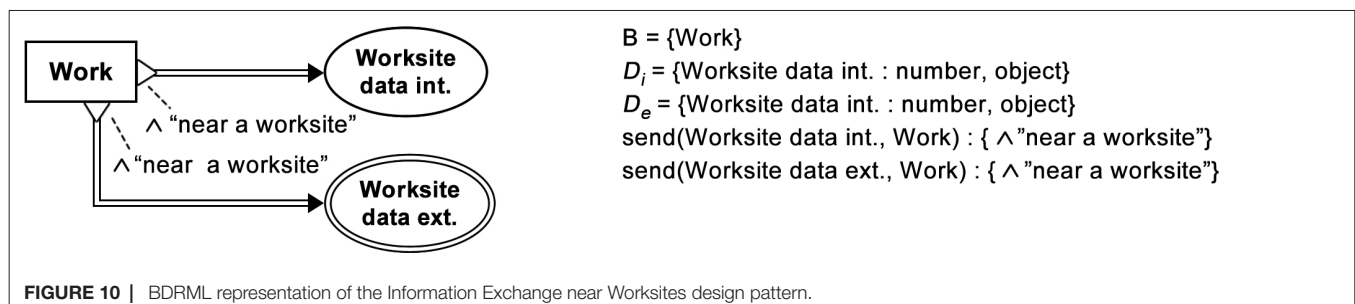 Work
Worksite
data int.
∧ “near a worksite”
∧ “near a worksite”
Worksite
data ext.
B = {Work}
Di = {Worksite data int. : number, object}
De = {Worksite data int. : number, object}
send(Worksite data int., Work) : { ∧”near a worksite”}
send(Worksite data ext., Work) : { ∧”near a worksite”}
FIGURE 10 | BDRML representation of the Information Exchange near Worksites design pattern.